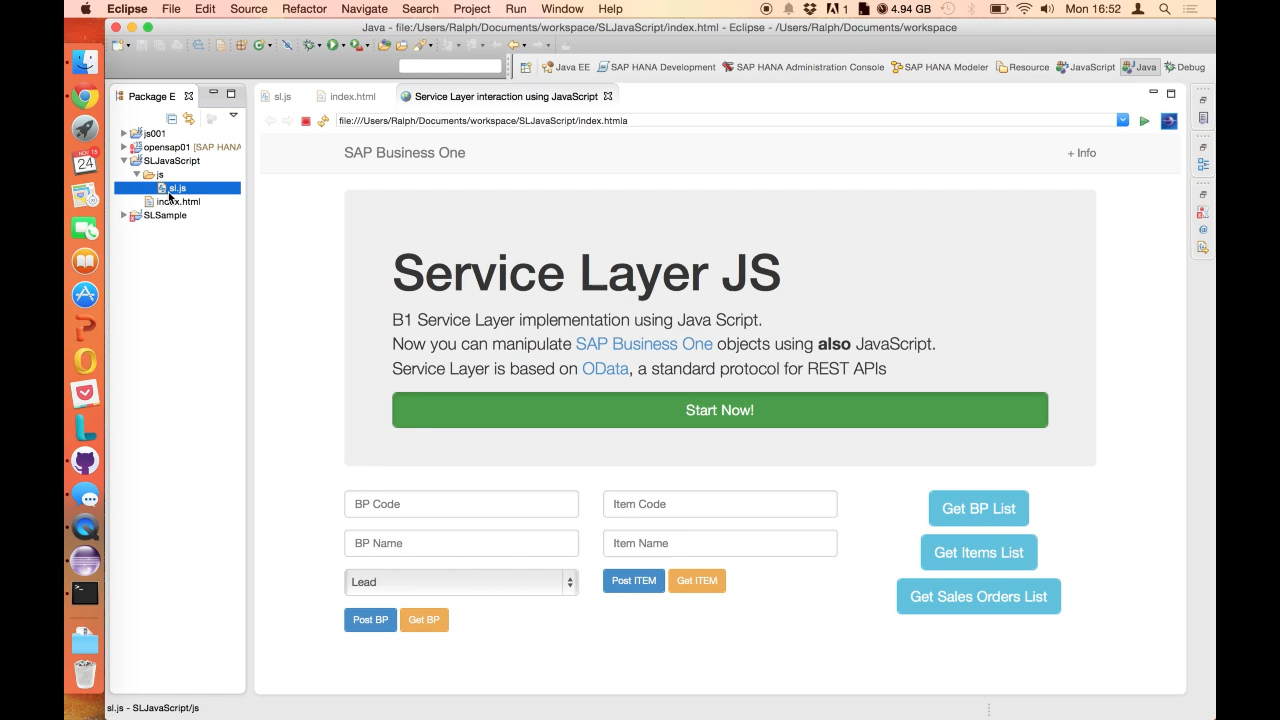 Eclipse File Edit Source Refactor Navigate Search Project Run Window Help 1 4.94 GB Mon 16:52
Java - file:/Users/Ralph/Documents/workspace/SLJavaScript/index.html - Eclipse - /Users/Ralph/Documents/workspace
Java EE SAP HANA Development SAP HANA Administration Console SAP HANA Modeler Resource JavaScript Java Debug
Package E
sl.js index.html Service Layer interaction using JavaScript
file:///Users/Ralph/Documents/workspace/SLJavaScript/index.htmla
js001
opensap01 [SAP HANA
SLJavaScript
js
sl.js
index.html
SLSample
SAP Business One + Info
Service Layer JS
B1 Service Layer implementation using Java Script.
Now you can manipulate SAP Business One objects using also JavaScript.
Service Layer is based on OData, a standard protocol for REST APIs
Start Now!
BP Code Item Code Get BP List
BP Name Item Name Get Items List
Lead Post ITEM Get ITEM Get Sales Orders List
Post BP Get BP
24
sl.js - SLJavaScript/js